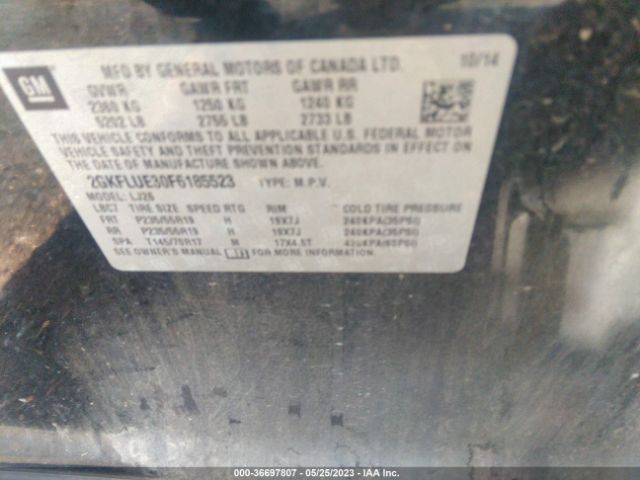 GM
MFD BY GENERAL MOTORS OF CANADA LTD. 10/14
GVWR GAWR FRT GAWR RR
2360 KG 1250 KG 1240 KG
5202 LB 2756 LB 2733 LB
THIS VEHICLE CONFORMS TO ALL APPLICABLE U.S. FEDERAL MOTOR
VEHICLE SAFETY AND THEFT PREVENTION STANDARDS IN EFFECT ON
THE DATE OF MANUFACTURE SHOWN ABOVE.
2GKFLUE30F6185523 TYPE: M.P.V.
MODEL: LJ26
LBCT TIRE SIZE SPEED RTG RIM COLD TIRE PRESSURE
FRT P235/55R19 H 19X7J 240KPA(35PSI)
RR P235/55R19 H 19X7J 240KPA(35PSI)
SPA T145/70R17 M 17X4.5T 420KPA(60PSI)
SEE OWNER'S MANUAL FOR MORE INFORMATION.
000-36697807 - 05/25/2023 - IAA Inc.